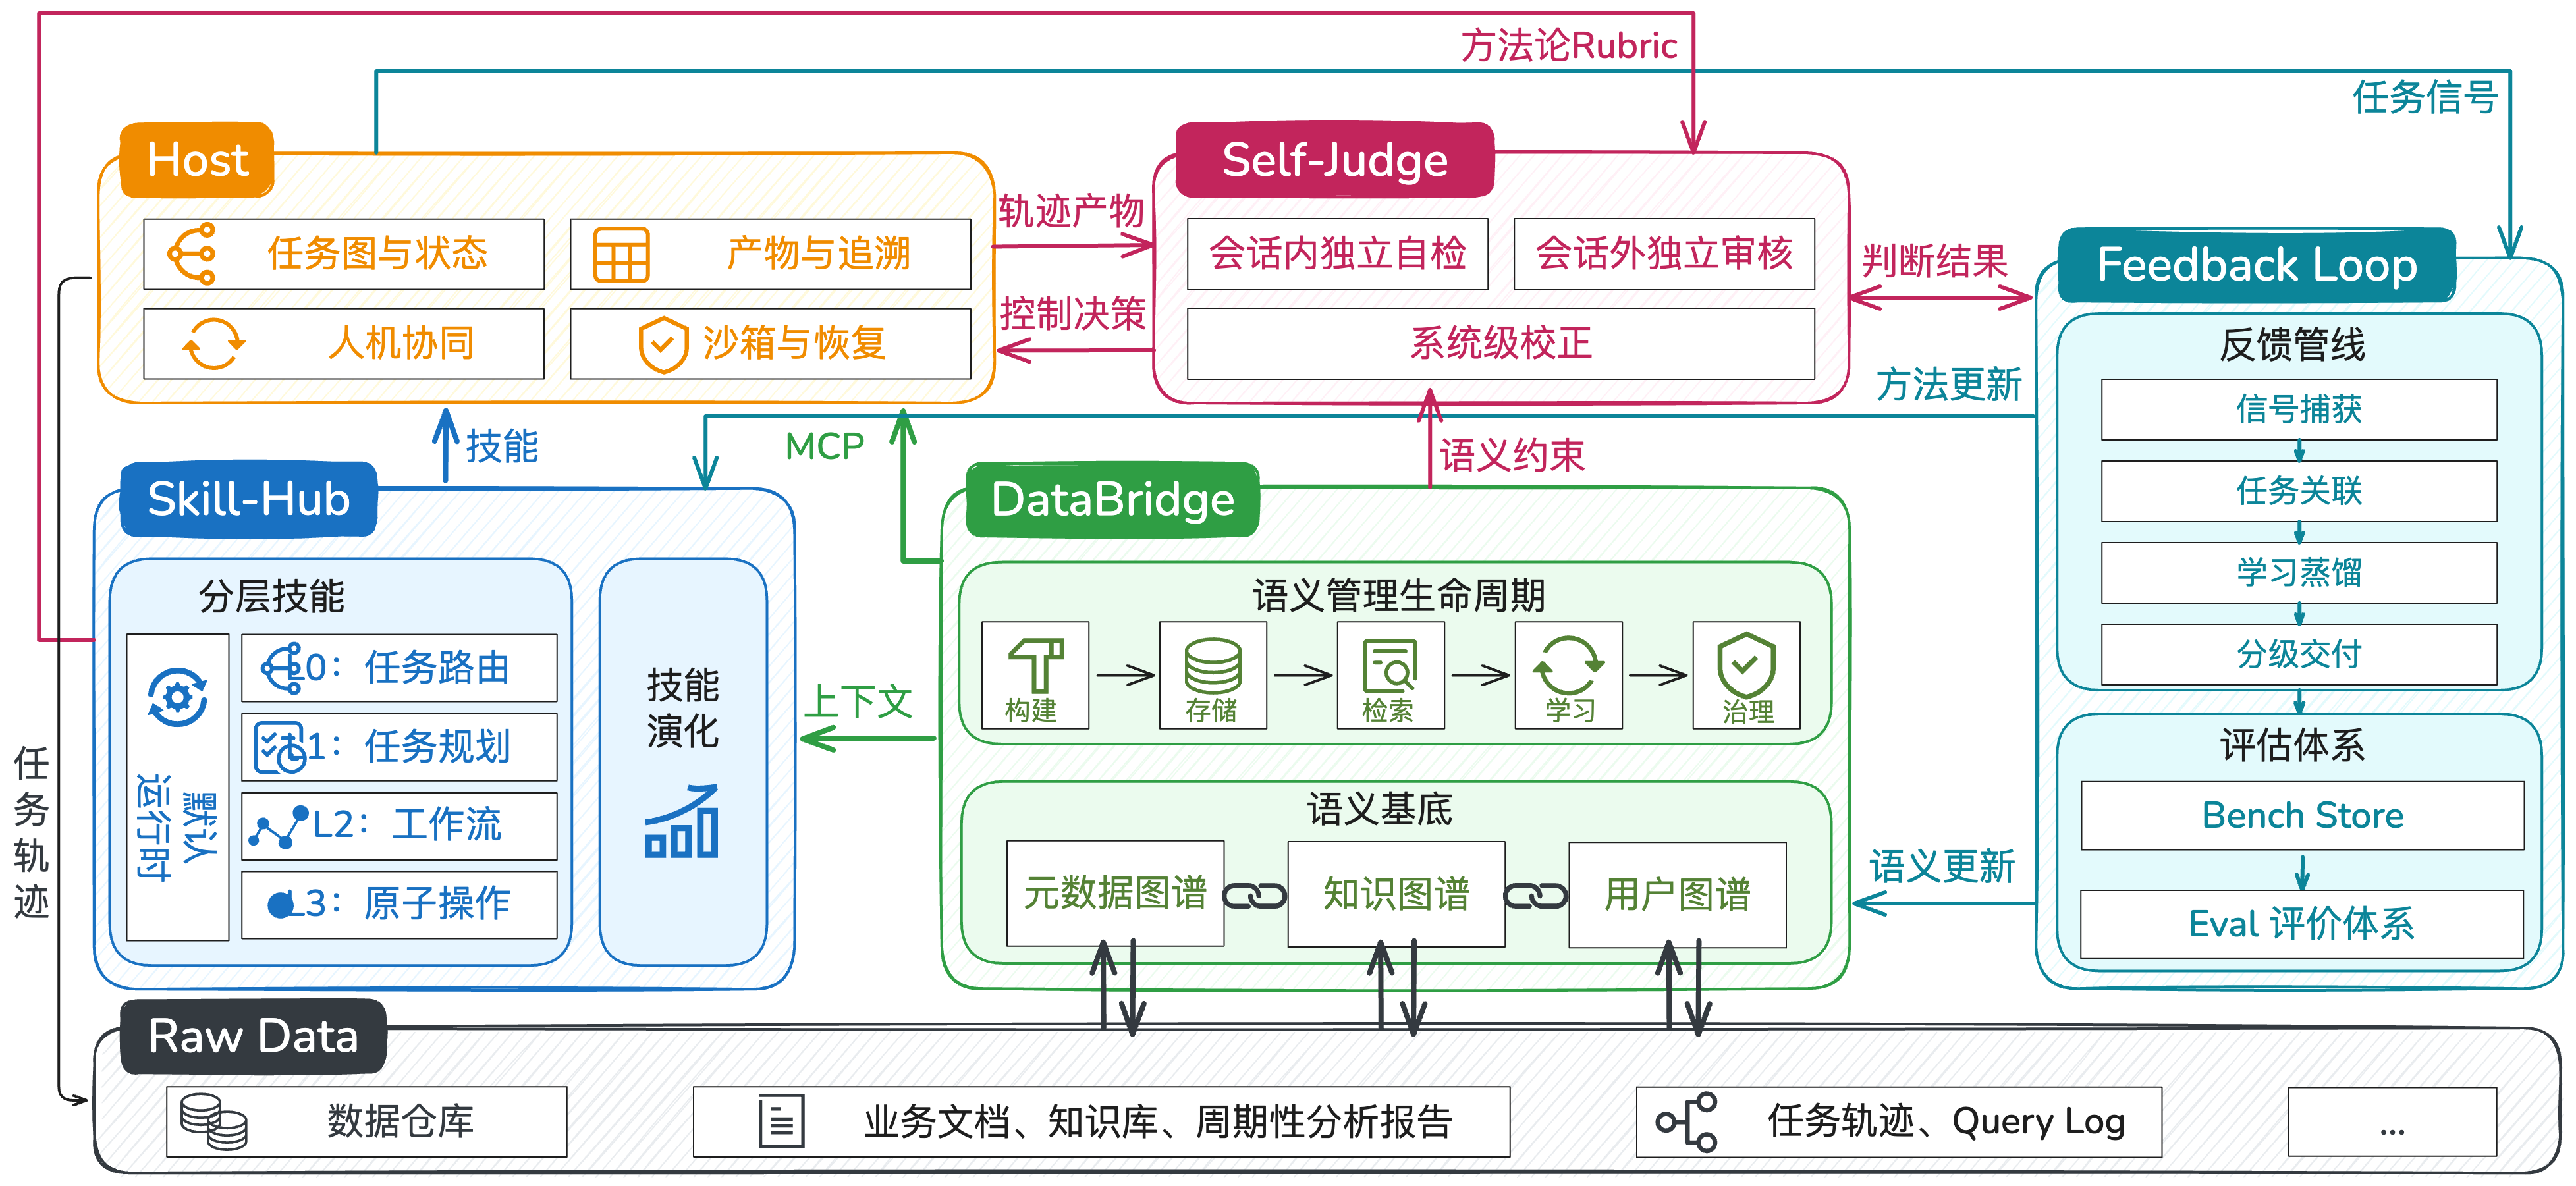 方法论Rubric
任务信号
Host
任务图与状态
产物与追溯
人机协同
沙箱与恢复
轨迹产物
控制决策
Self-Judge
会话内独立自检
会话外独立审核
系统级校正
判断结果
方法更新
Feedback Loop
反馈管线
信号捕获
任务关联
学习蒸馏
分级交付
评估体系
Bench Store
Eval 评价体系
技能
MCP
语义约束
Skill-Hub
分层技能
默认
运行时
L0：任务路由
L1：任务规划
L2：工作流
L3：原子操作
技能
演化
上下文
DataBridge
语义管理生命周期
构建
存储
检索
学习
治理
语义基底
元数据图谱
知识图谱
用户图谱
语义更新
任务轨迹
Raw Data
数据仓库
业务文档、知识库、周期性分析报告
任务轨迹、Query Log
...